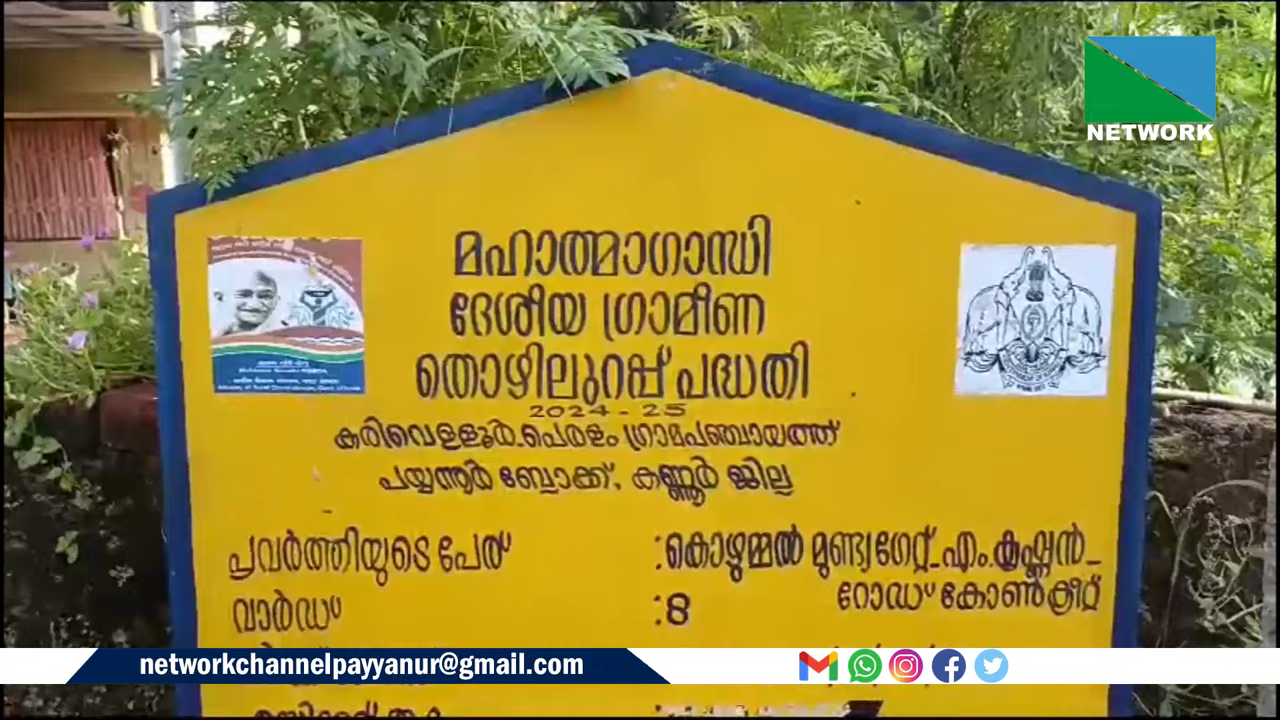 NETWORK
മഹാത്മാഗാന്ധി
ദേശീയ ഗ്രാമീണ
തൊഴിലുറപ്പ് പദ്ധതി
2024-25
കരിവെള്ളൂർ-പെരളം ഗ്രാമപഞ്ചായത്ത്
പയ്യന്നൂർ ബ്ലോക്ക്, കണ്ണൂർ ജില്ല
പ്രവർത്തിയുടെ പേര് :കൊഴുമ്മൽ മുണ്ട്യഗേറ്റ്-എം.കൃഷ്ണൻ-
റോഡ് കോൺക്രീറ്റ്
വാർഡ് :8
networkchannelpayyanur@gmail.com